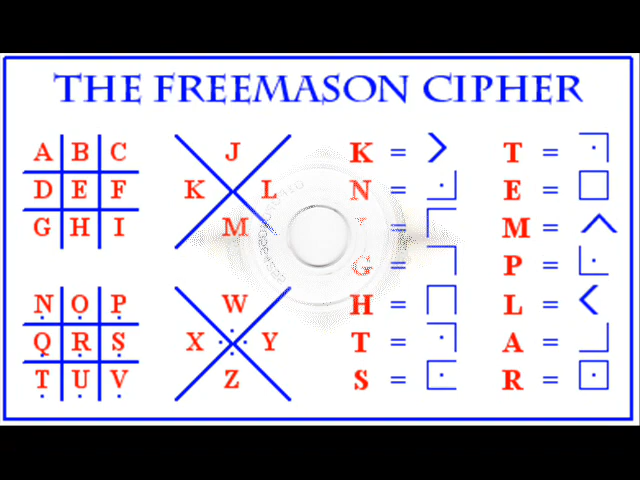 THE FREEMASON CIPHER
A B C
D E F
G H I
J
K L
M
N O P
Q R S
T U V
W
X Y
Z
K =
N =
=
G =
H =
T =
S =
T =
E =
M =
P =
L =
A =
R =